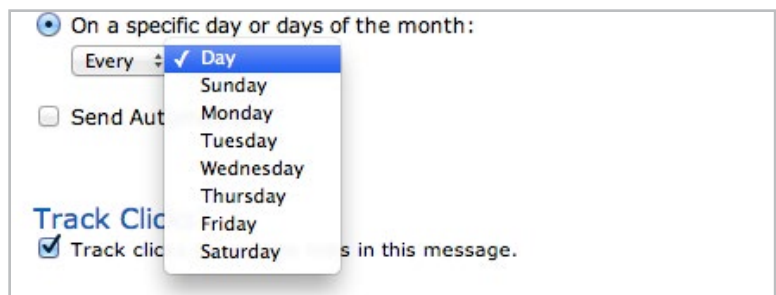 On a specific day or days of the month:
Every ✓ Day
Sunday
Monday
Send Aut
Tuesday
Wednesday
Thursday
Track Clic
Friday
Track clic s in this message.
Saturday